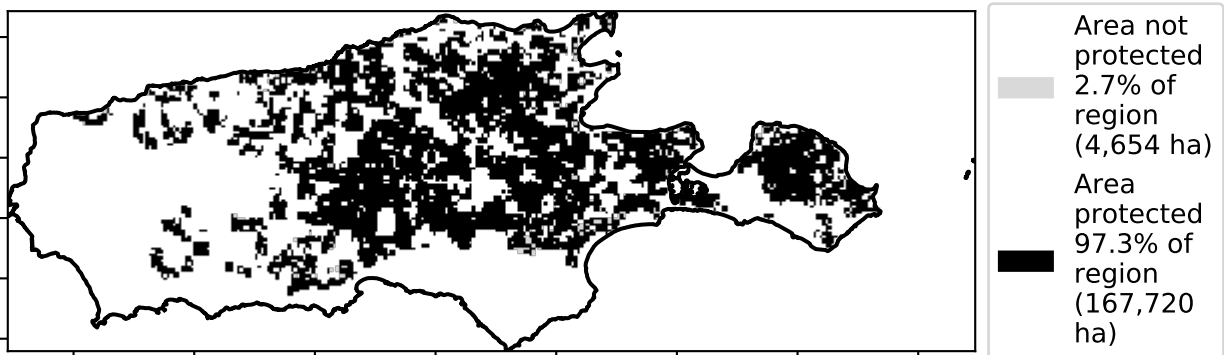 Area not
protected
2.7% of
region
(4,654 ha)
Area
protected
97.3% of
region
(167,720
ha)